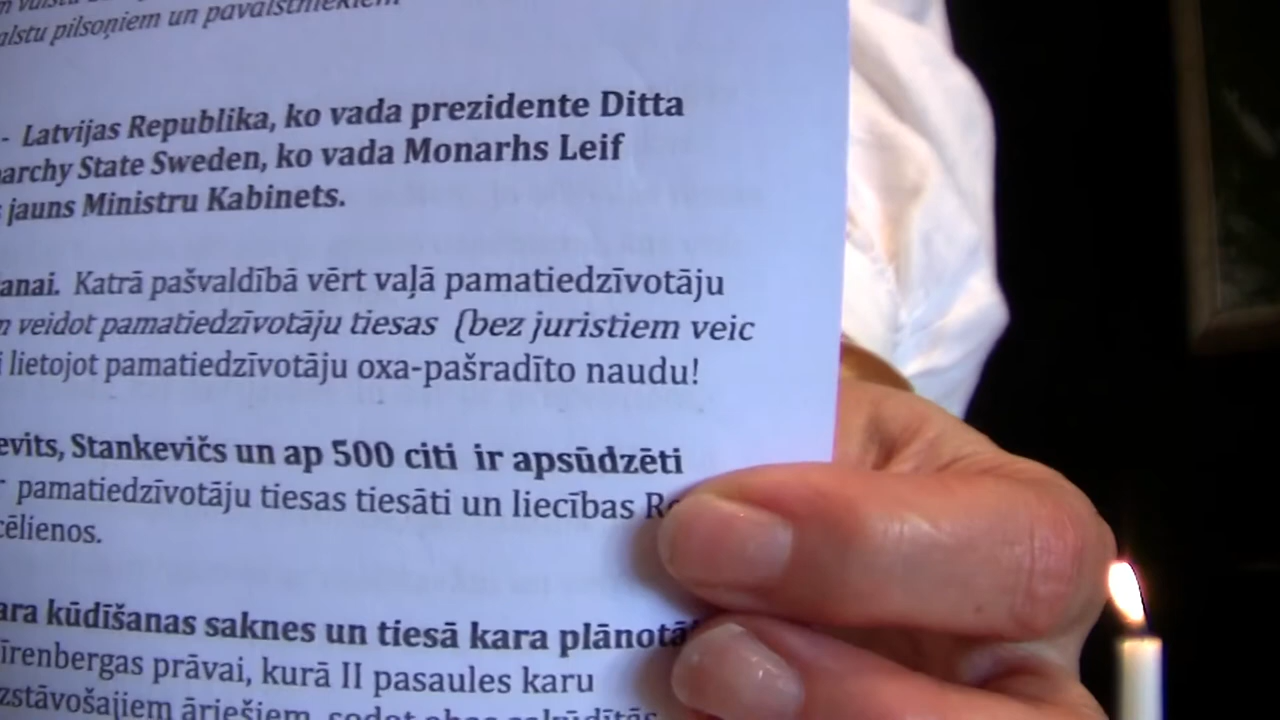 alstu pilsoņiem un pavalstniekiem
- Latvijas Republika, ko vada prezidente Ditta
archy State Sweden, ko vada Monarhs Leif
jauns Ministru Kabinets.
anai. Katrā pašvaldībā vērt vaļā pamatiedzīvotāju
veidot pamatiedzīvotāju tiesas (bez juristiem veic
lietojot pamatiedzīvotāju oxa-pašradīto naudu!
evits, Stankevičs un ap 500 citi ir apsūdzēti
pamatiedzīvotāju tiesas tiesāti un liecības
cēlienos.
ara kūdīšanas saknes un tiesā kara plānotā
īrenbergas prāvai, kurā II pasaules karu
zstāvošajiem āriešiem,